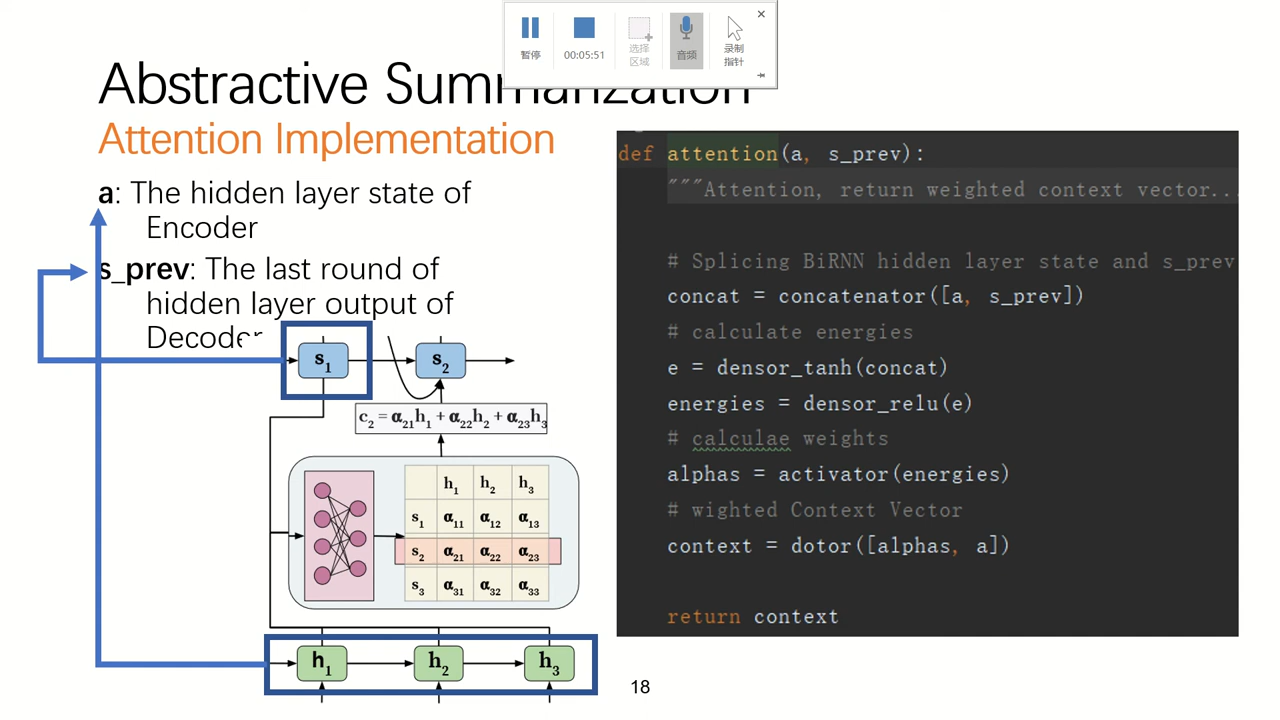 暂停
00:05:51
选择
区域
音频
录制
指针
Abstractive Summarization
Attention Implementation
a: The hidden layer state of
Encoder
s_prev: The last round of
hidden layer output of
Decoder
s1
s2
c2 = α21h1 + α22h2 + α23h3
h1 h2 h3
s1 α11 α12 α13
s2 α21 α22 α23
s3 α31 α32 α33
h1 h2 h3
def attention(a, s_prev):
"""Attention, return weighted context vector...
# Splicing BiRNN hidden layer state and s_prev
concat = concatenator([a, s_prev])
# calculate energies
e = densor_tanh(concat)
energies = densor_relu(e)
# calculae weights
alphas = activator(energies)
# wighted Context Vector
context = dotor([alphas, a])
return context
18